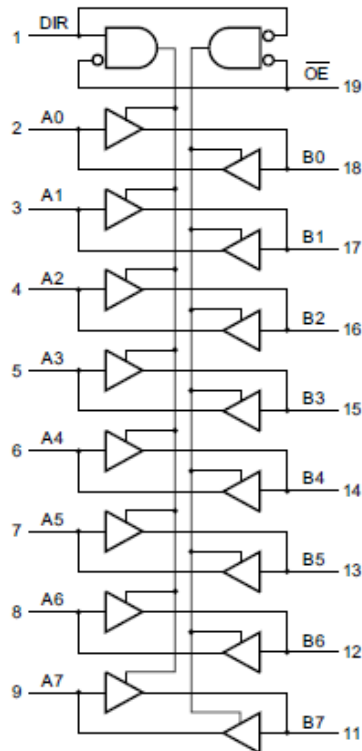 1 DIR
O̅E̅ 19
2 A0
B0 18
3 A1
B1 17
4 A2
B2 16
5 A3
B3 15
6 A4
B4 14
7 A5
B5 13
8 A6
B6 12
9 A7
B7 11